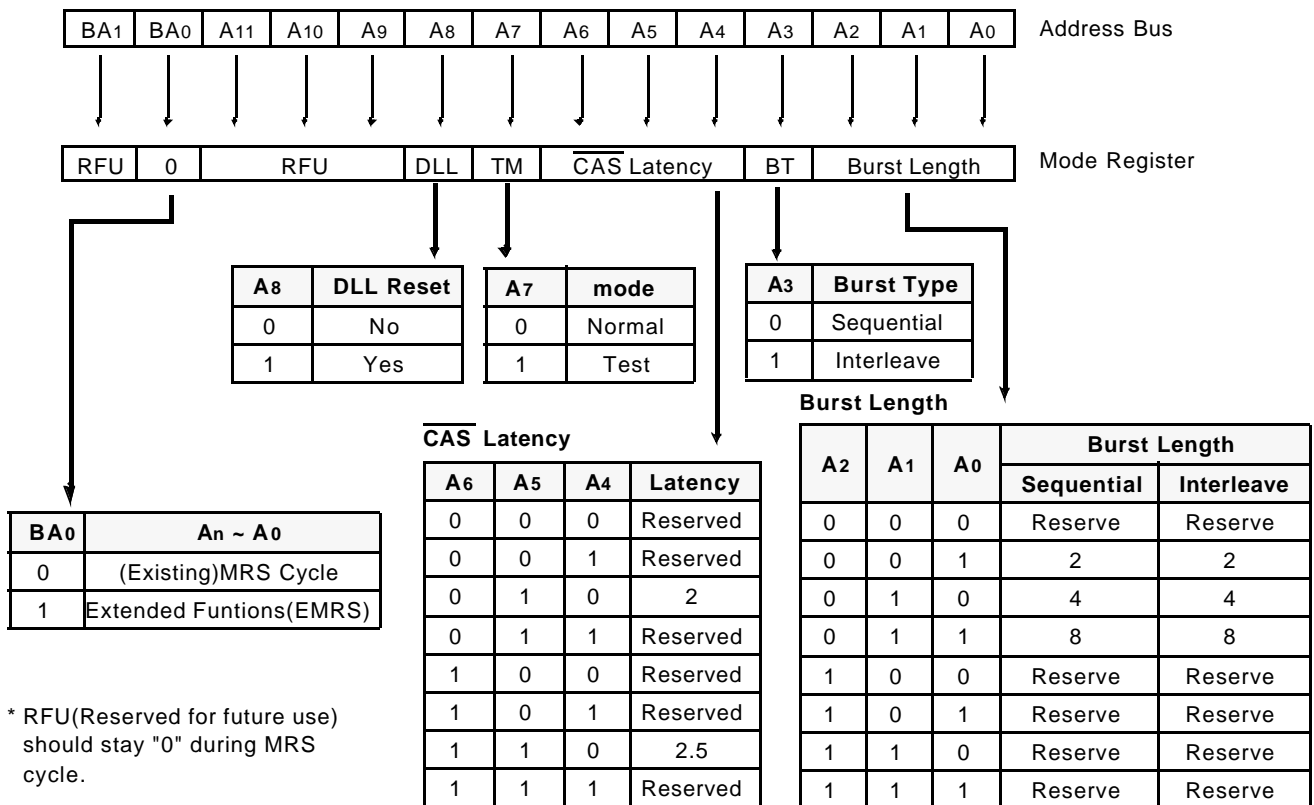 BA1 BA0 A11 A10 A9 A8 A7 A6 A5 A4 A3 A2 A1 A0 Address Bus
RFU 0 RFU DLL TM CAS Latency BT Burst Length Mode Register
A8 DLL Reset
0 No
1 Yes
A7 mode
0 Normal
1 Test
A3 Burst Type
0 Sequential
1 Interleave
BA0 An ~ A0
0 (Existing)MRS Cycle
1 Extended Funtions(EMRS)
* RFU(Reserved for future use)
should stay "0" during MRS
cycle.
CAS Latency
A6 A5 A4 Latency
0 0 0 Reserved
0 0 1 Reserved
0 1 0 2
0 1 1 Reserved
1 0 0 Reserved
1 0 1 Reserved
1 1 0 2.5
1 1 1 Reserved
Burst Length
A2 A1 A0 Burst Length
Sequential Interleave
0 0 0 Reserve Reserve
0 0 1 2 2
0 1 0 4 4
0 1 1 8 8
1 0 0 Reserve Reserve
1 0 1 Reserve Reserve
1 1 0 Reserve Reserve
1 1 1 Reserve Reserve